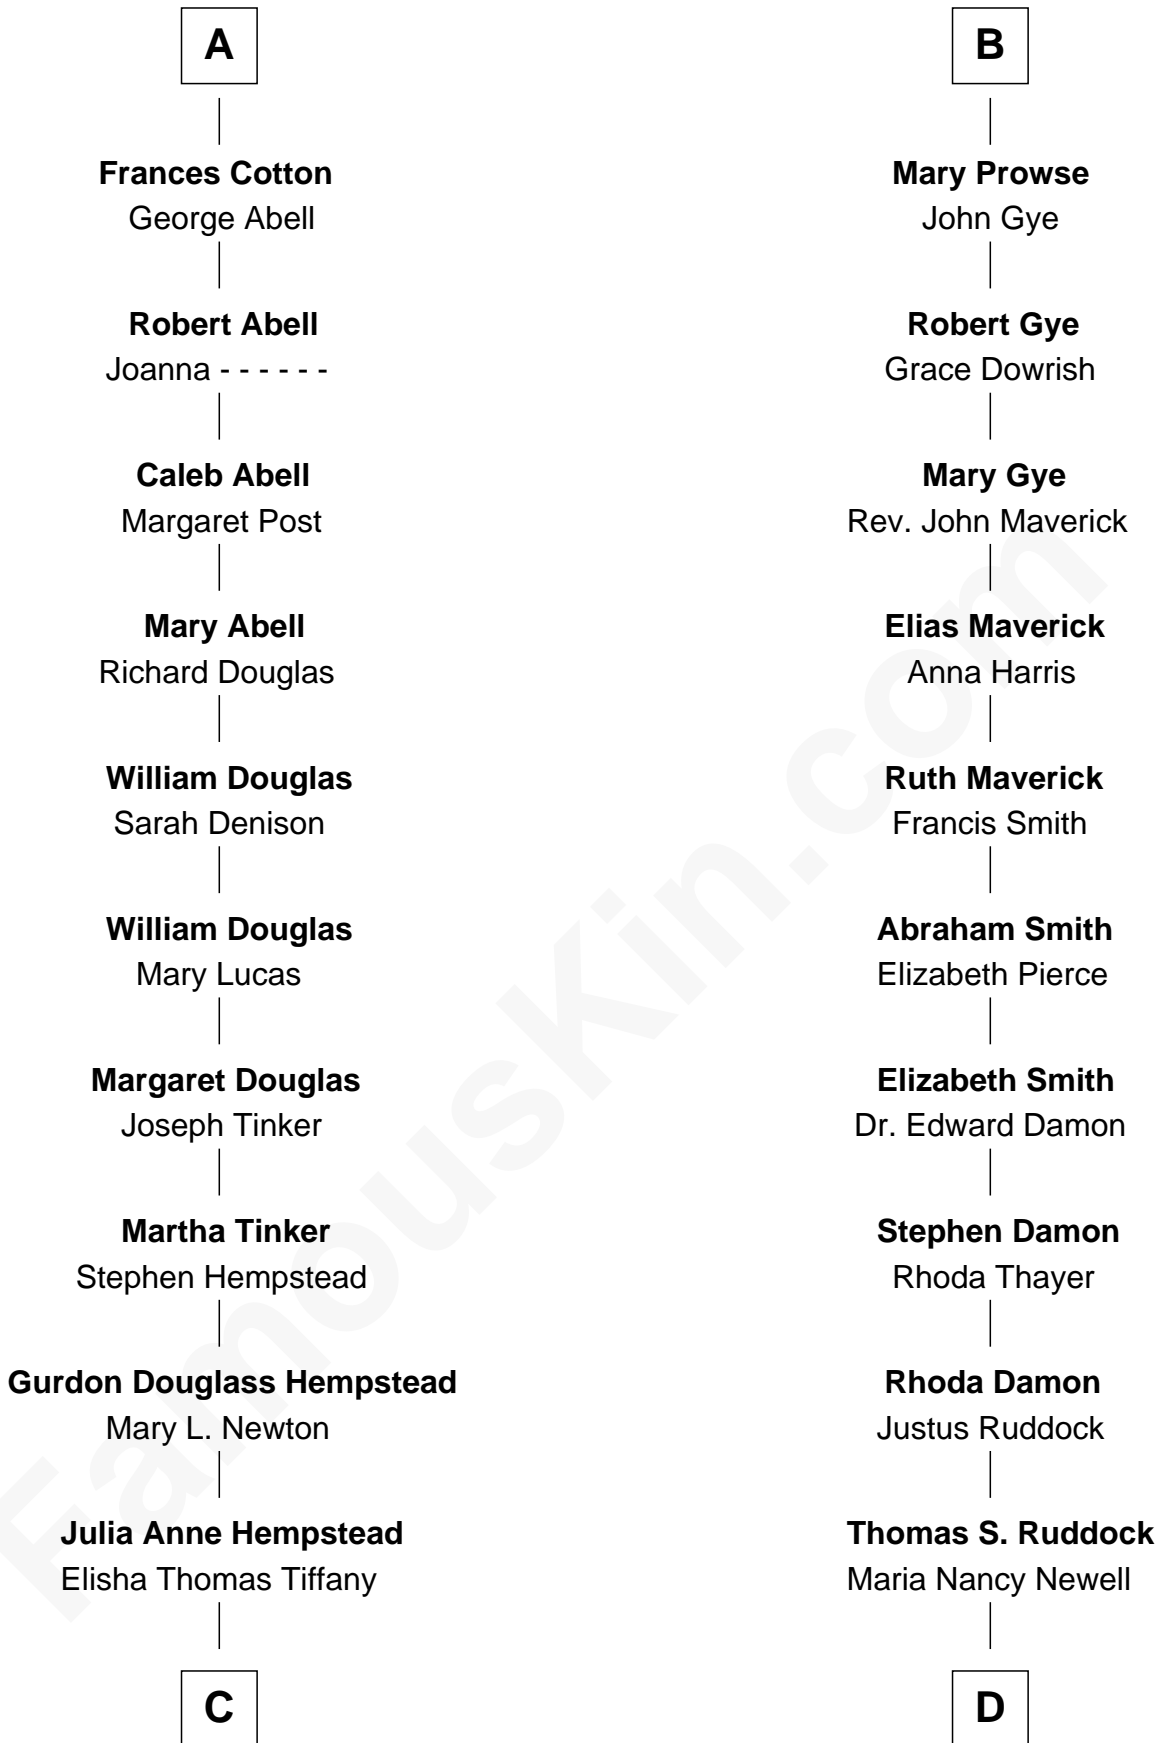 A
Frances Cotton
George Abell
Robert Abell
Joanna - - - - - -
Caleb Abell
Margaret Post
Mary Abell
Richard Douglas
William Douglas
Sarah Denison
William Douglas
Mary Lucas
Margaret Douglas
Joseph Tinker
Martha Tinker
Stephen Hempstead
Gurdon Douglass Hempstead
Mary L. Newton
Julia Anne Hempstead
Elisha Thomas Tiffany
C
B
Mary Prowse
John Gye
Robert Gye
Grace Dowrish
Mary Gye
Rev. John Maverick
Elias Maverick
Anna Harris
Ruth Maverick
Francis Smith
Abraham Smith
Elizabeth Pierce
Elizabeth Smith
Dr. Edward Damon
Stephen Damon
Rhoda Thayer
Rhoda Damon
Justus Ruddock
Thomas S. Ruddock
Maria Nancy Newell
D
FamousKin.com